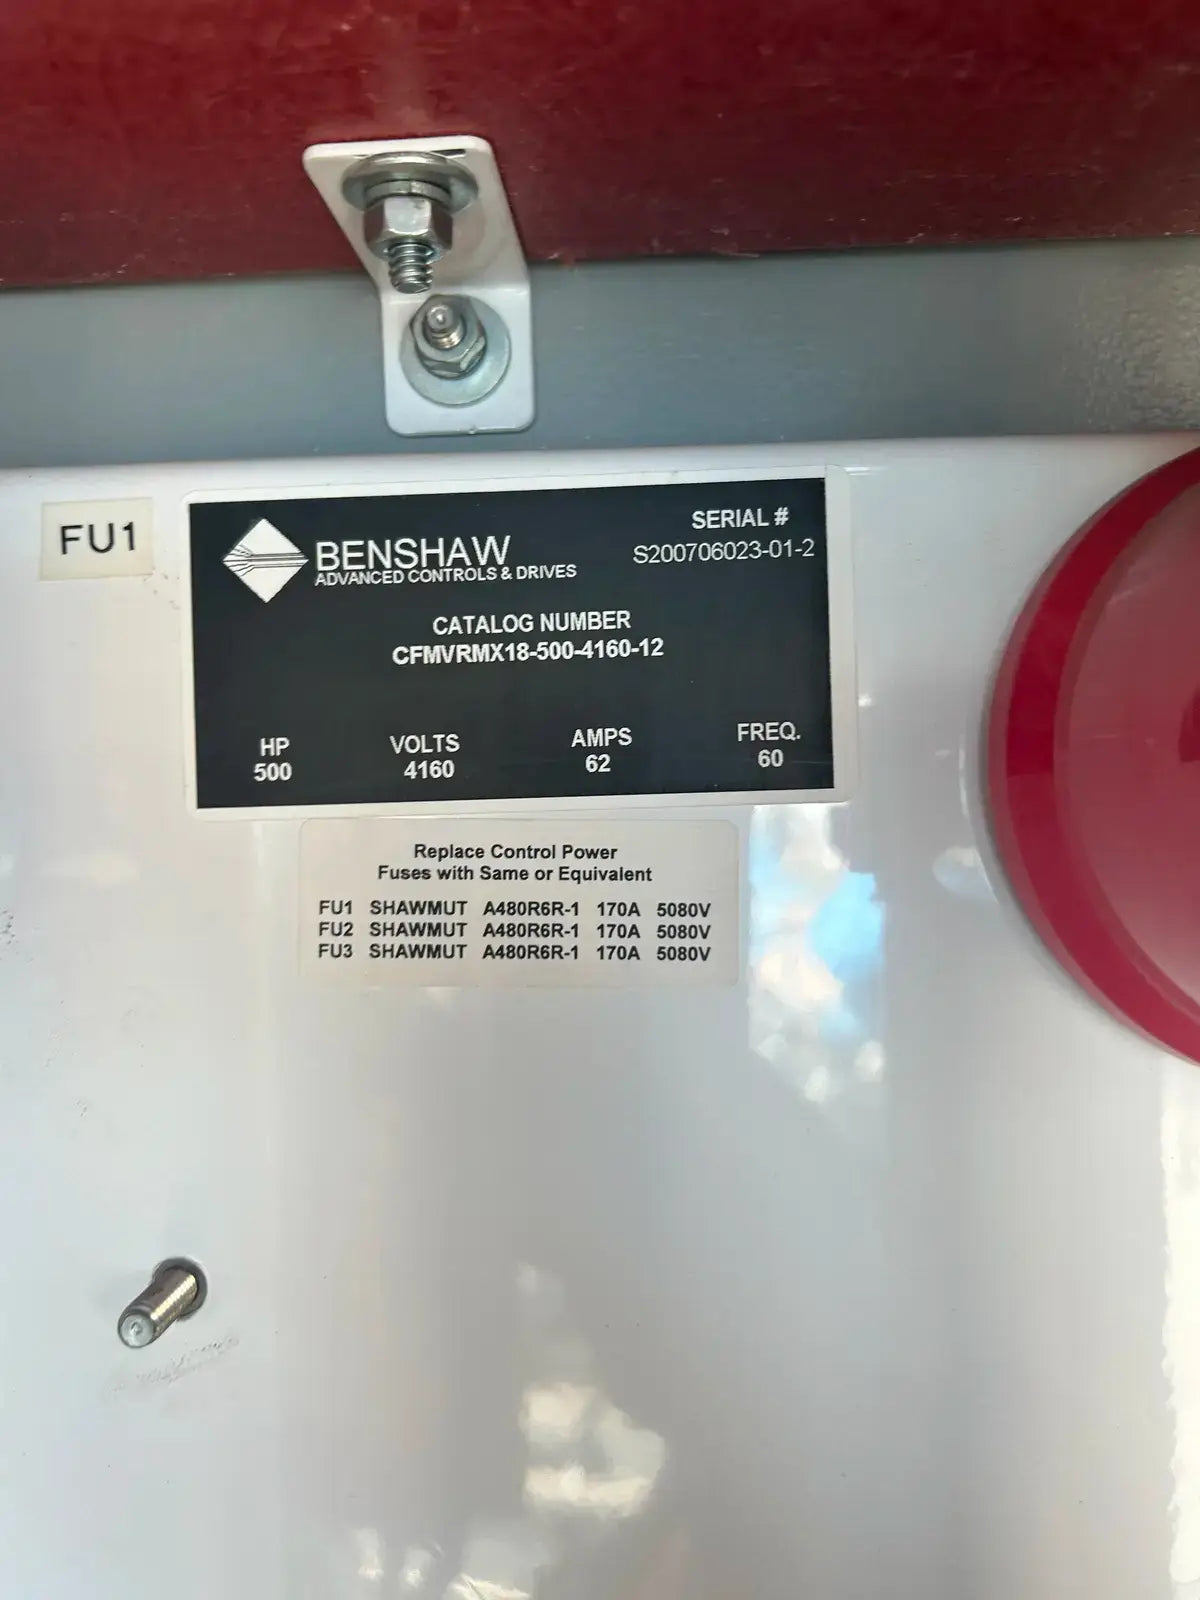 FU1
BENSHAW
ADVANCED CONTROLS & DRIVES
SERIAL #
S200706023-01-2
CATALOG NUMBER
CFMVRMX18-500-4160-12
HP VOLTS AMPS FREQ.
500 4160 62 60
Replace Control Power
Fuses with Same or Equivalent
FU1 SHAWMUT A480R6R-1 170A 5080V
FU2 SHAWMUT A480R6R-1 170A 5080V
FU3 SHAWMUT A480R6R-1 170A 5080V